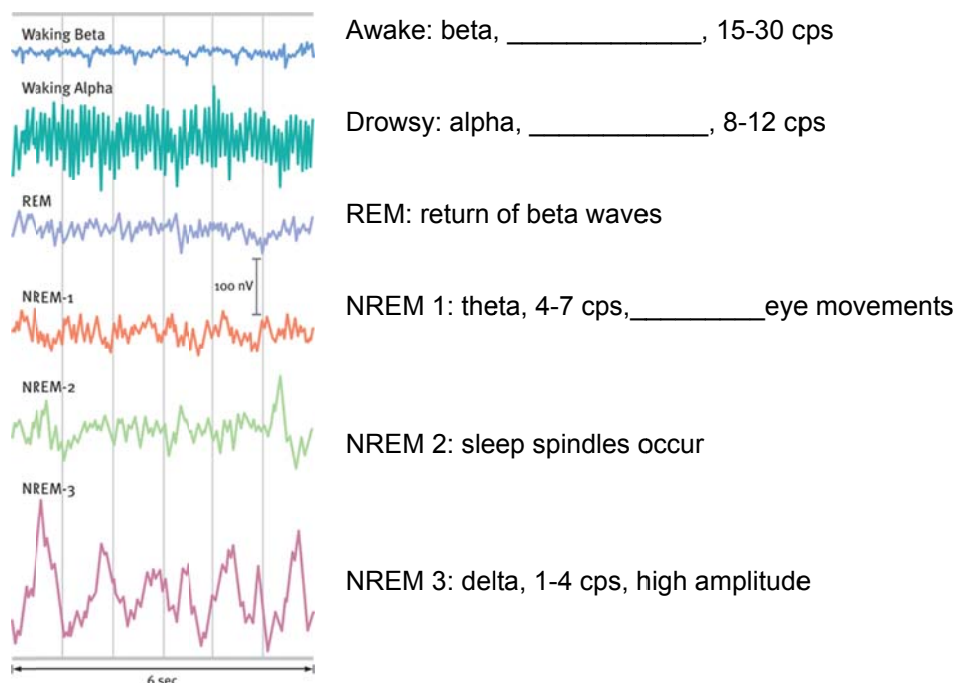 Waking Beta
Awake: beta, _____________, 15-30 cps
Waking Alpha
Drowsy: alpha, ______________, 8-12 cps
REM
REM: return of beta waves
100 nV
NREM-1
NREM 1: theta, 4-7 cps,_________eye movements
NREM-2
NREM 2: sleep spindles occur
NREM-3
NREM 3: delta, 1-4 cps, high amplitude
6 sec